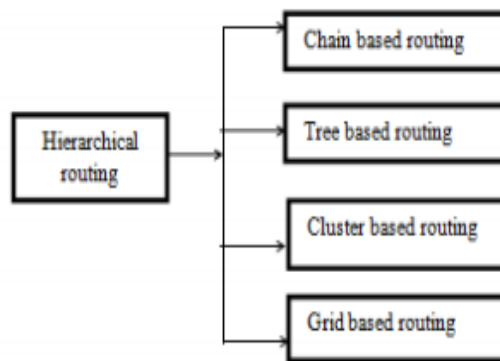 Chain based routing
Tree based routing
Hierarchical
routing
Cluster based routing
Grid based routing